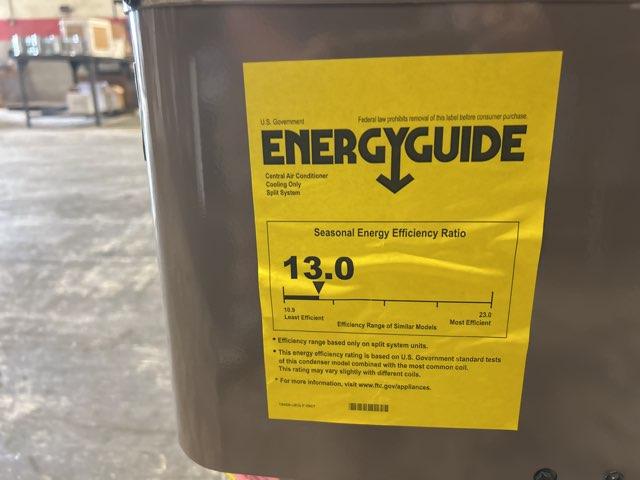 U.S. Government
Federal law prohibits removal of this label before consumer purchase.
ENERGYGUIDE
Central Air Conditioner
Cooling Only
Split System
Seasonal Energy Efficiency Ratio
13.0
10.9
23.0
Least Efficient
Most Efficient
Efficiency Range of Similar Models
* Efficiency range based only on split system units.
* This energy efficiency rating is based on U.S. Government standard tests
of this condenser model combined with the most common coil.
This rating may vary slightly with different coils.
* For more information, visit www.ftc.gov/appliances.